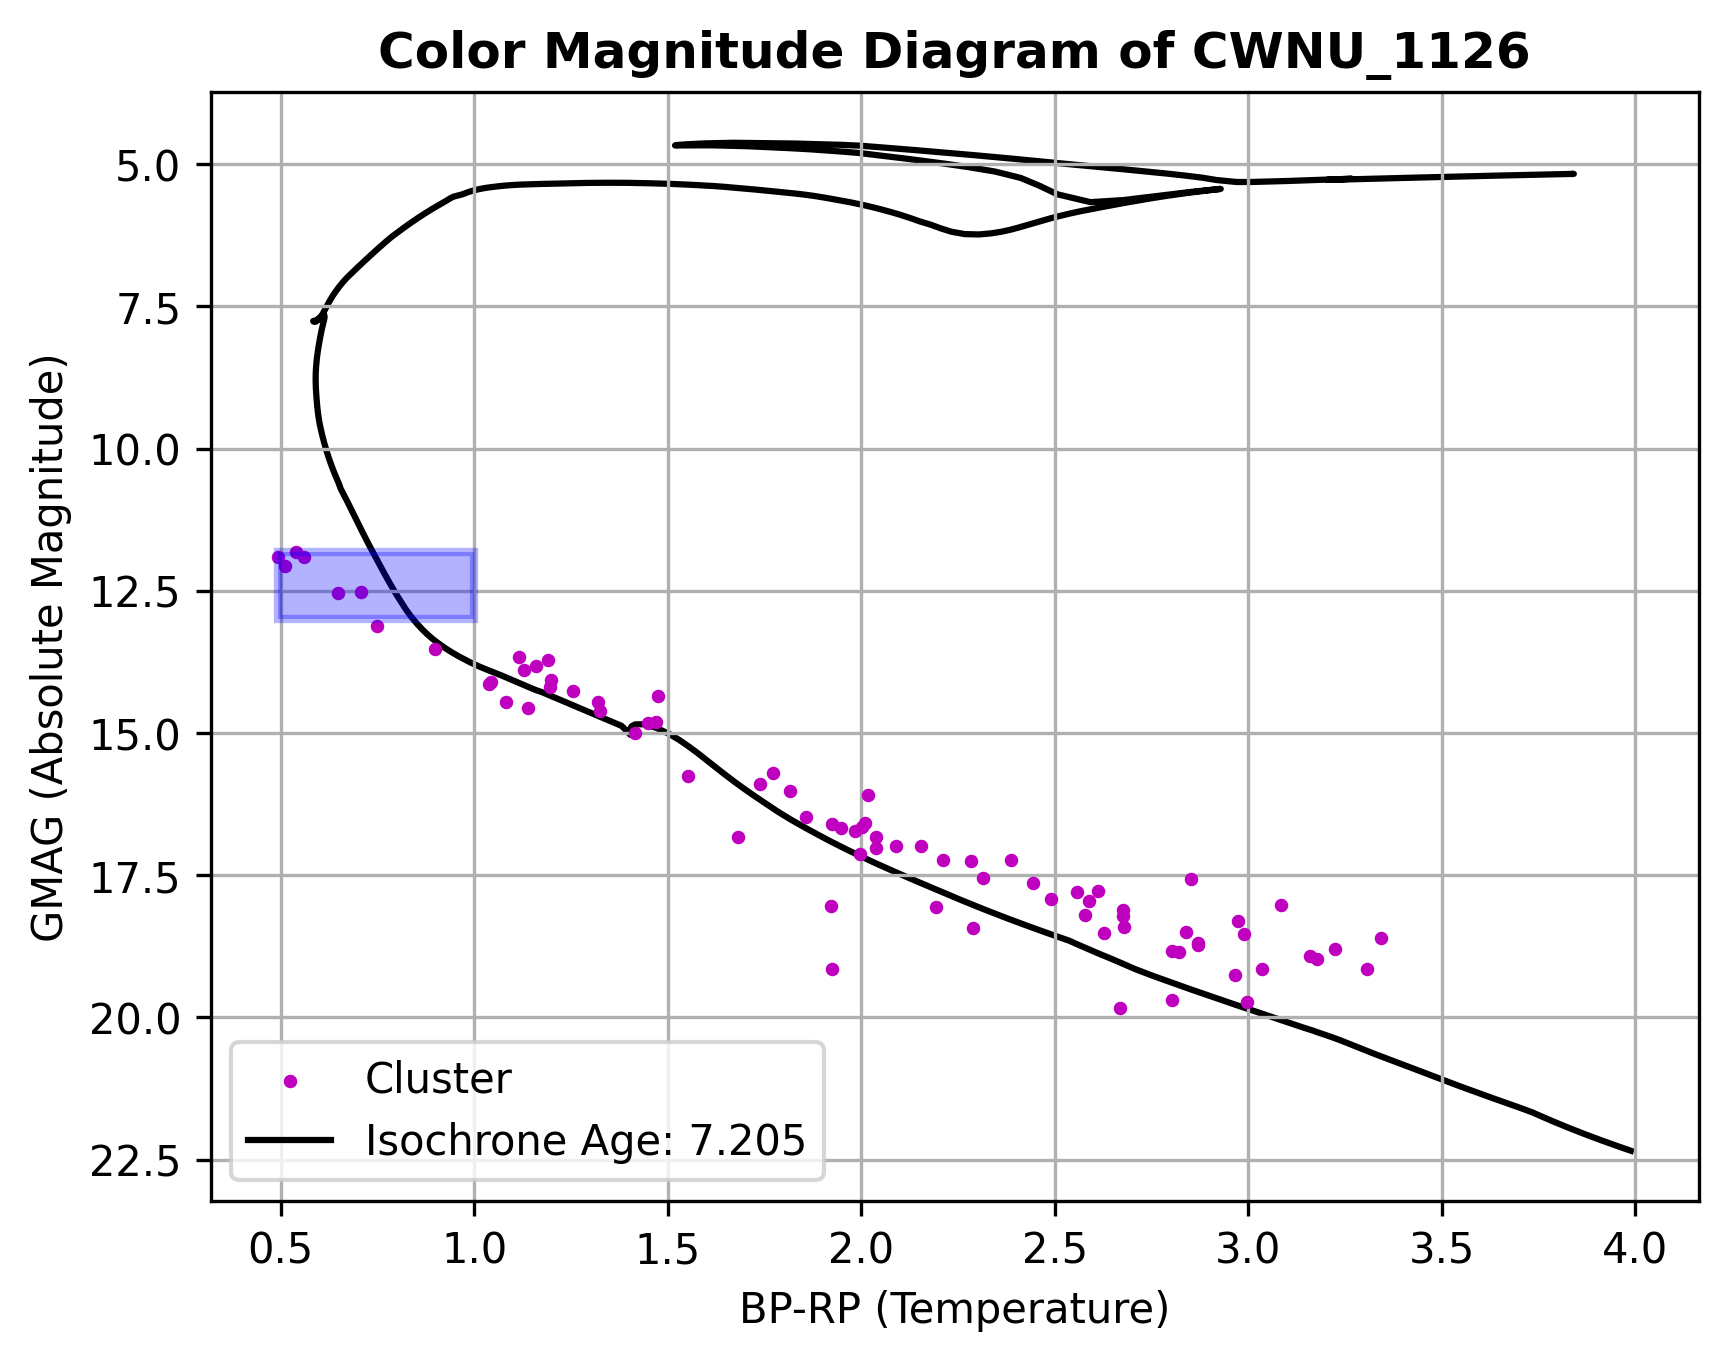 Color Magnitude Diagram of CWNU_1126
GMAG (Absolute Magnitude)
5.0
7.5
10.0
12.5
15.0
17.5
20.0
22.5
Cluster
Isochrone Age: 7.205
0.5 1.0 1.5 2.0 2.5 3.0 3.5 4.0
BP-RP (Temperature)